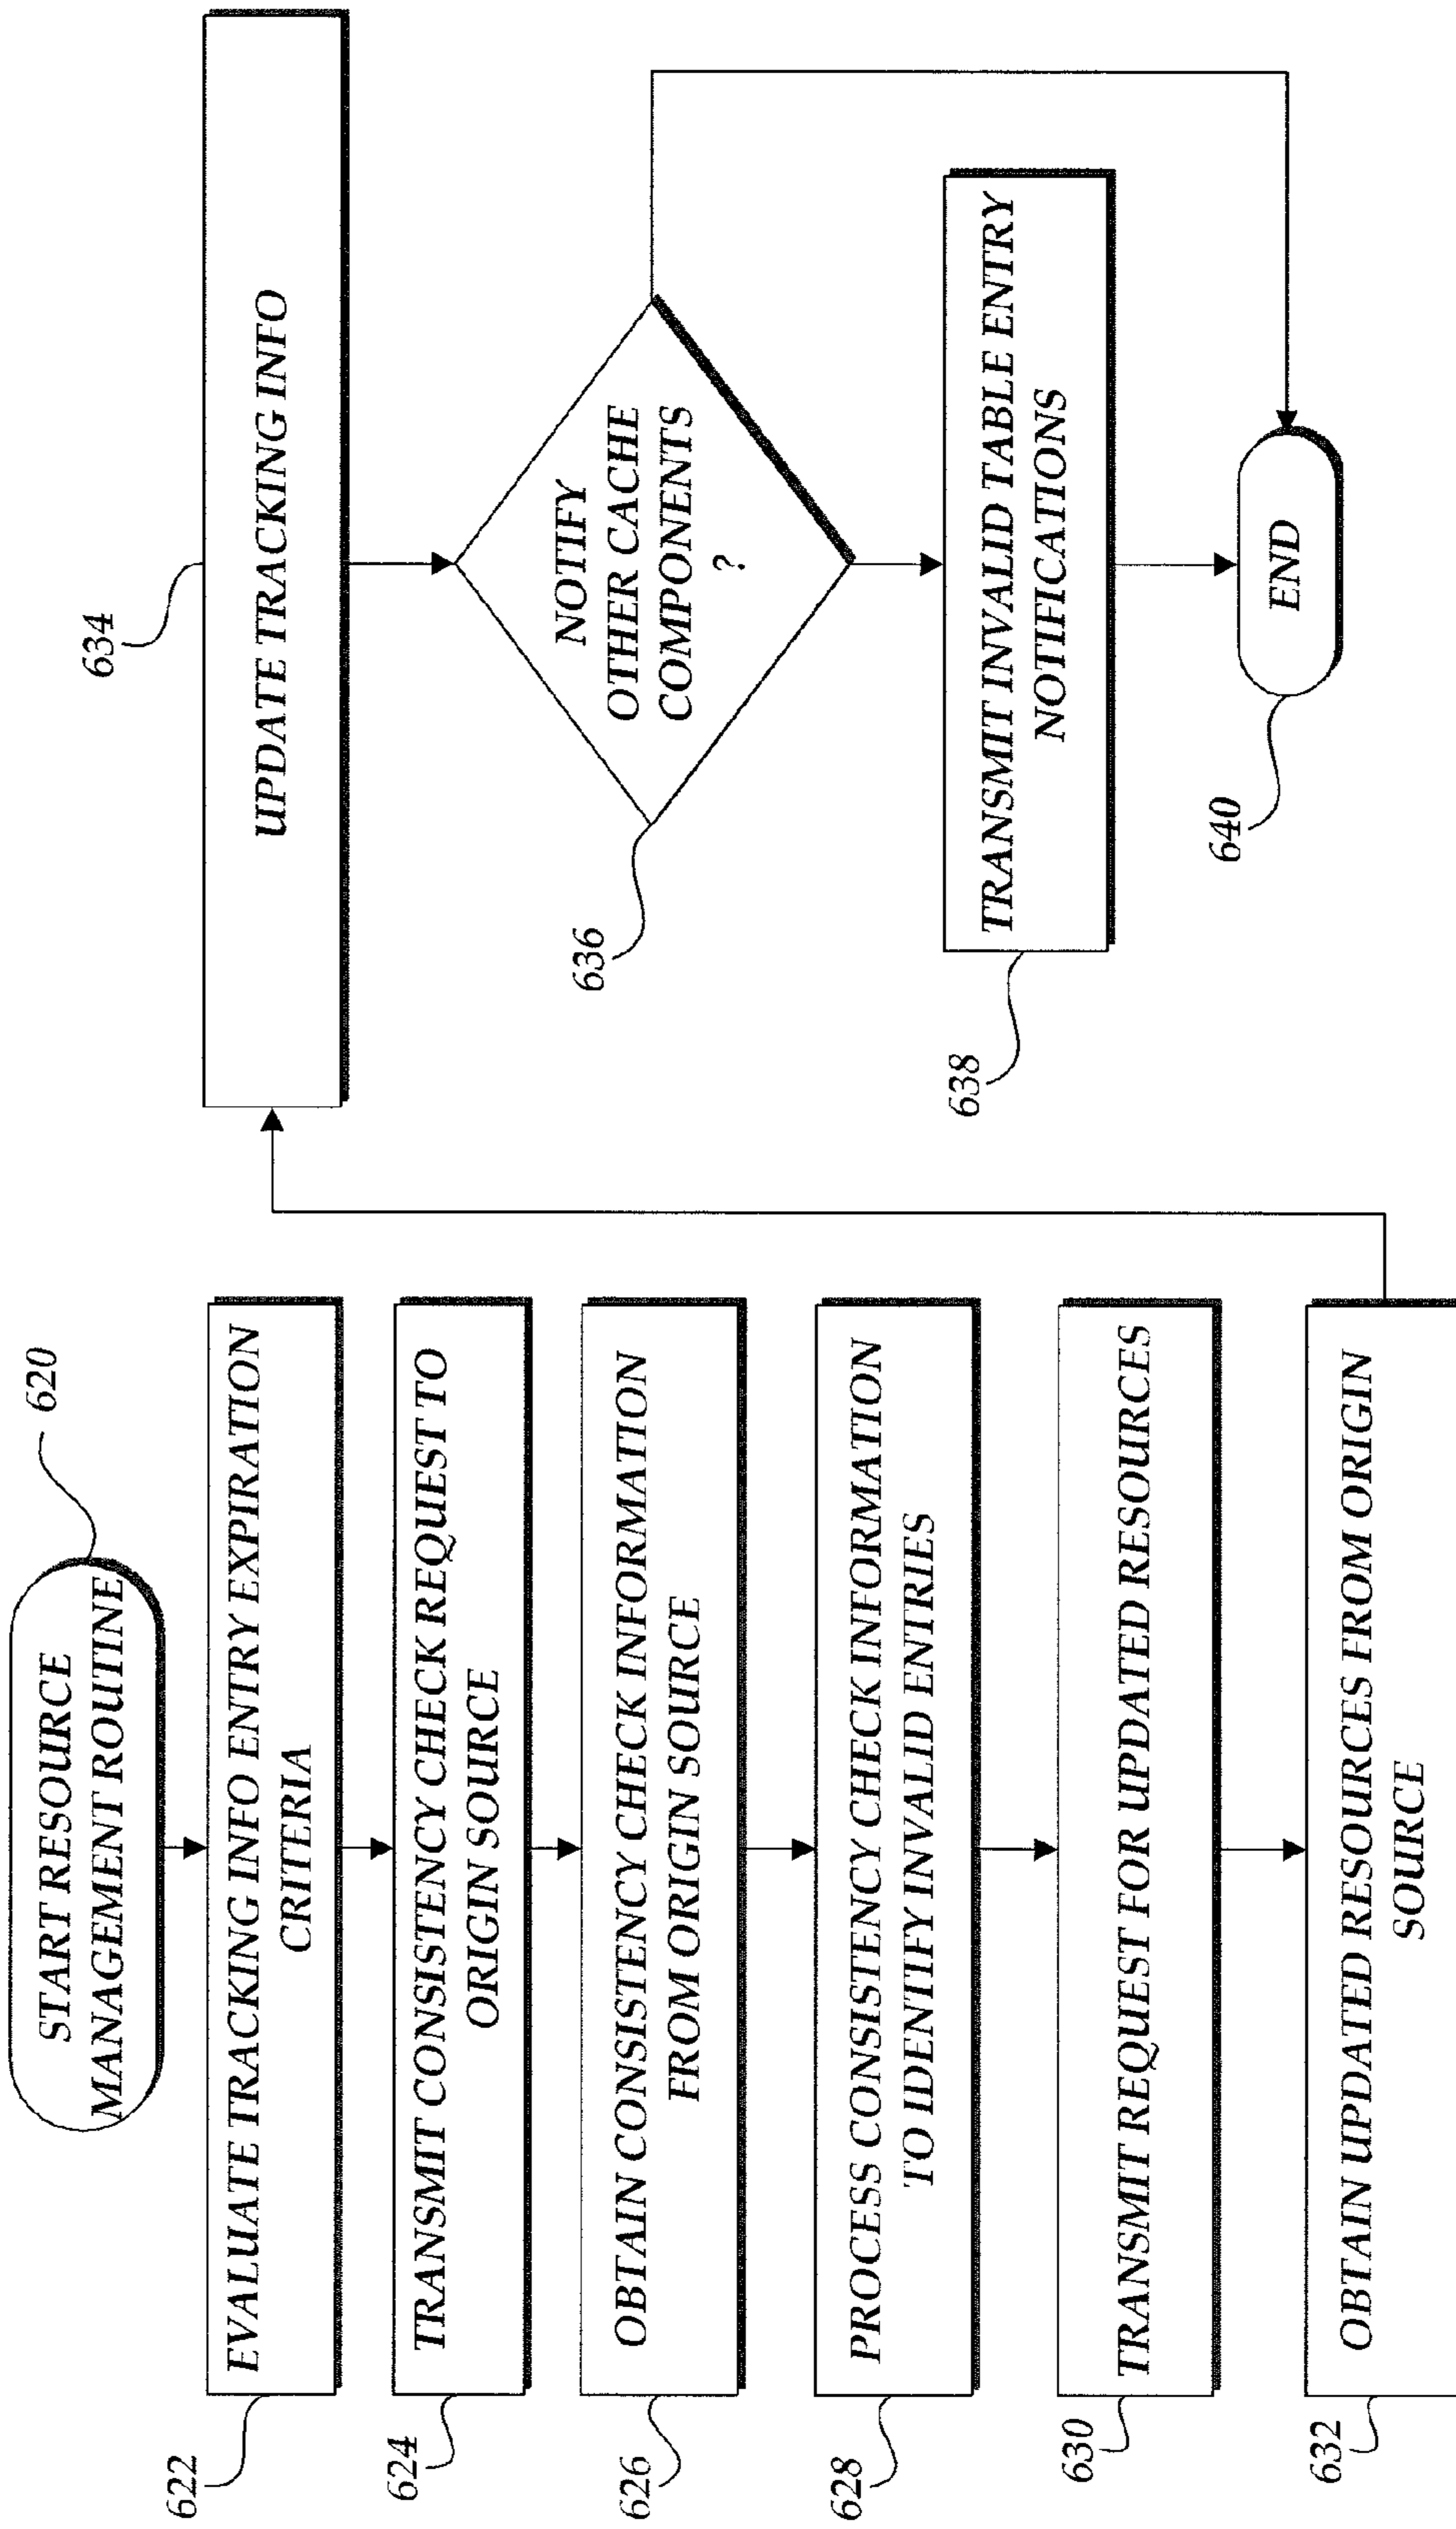 620
START RESOURCE
MANAGEMENT ROUTINE
622
EVALUATE TRACKING INFO ENTRY EXPIRATION
CRITERIA
624
TRANSMIT CONSISTENCY CHECK REQUEST TO
ORIGIN SOURCE
626
OBTAIN CONSISTENCY CHECK INFORMATION
FROM ORIGIN SOURCE
628
PROCESS CONSISTENCY CHECK INFORMATION
TO IDENTIFY INVALID ENTRIES
630
TRANSMIT REQUEST FOR UPDATED RESOURCES
632
OBTAIN UPDATED RESOURCES FROM ORIGIN
SOURCE
634
UPDATE TRACKING INFO
636
NOTIFY
OTHER CACHE
COMPONENTS
?
638
TRANSMIT INVALID TABLE ENTRY
NOTIFICATIONS
640
END